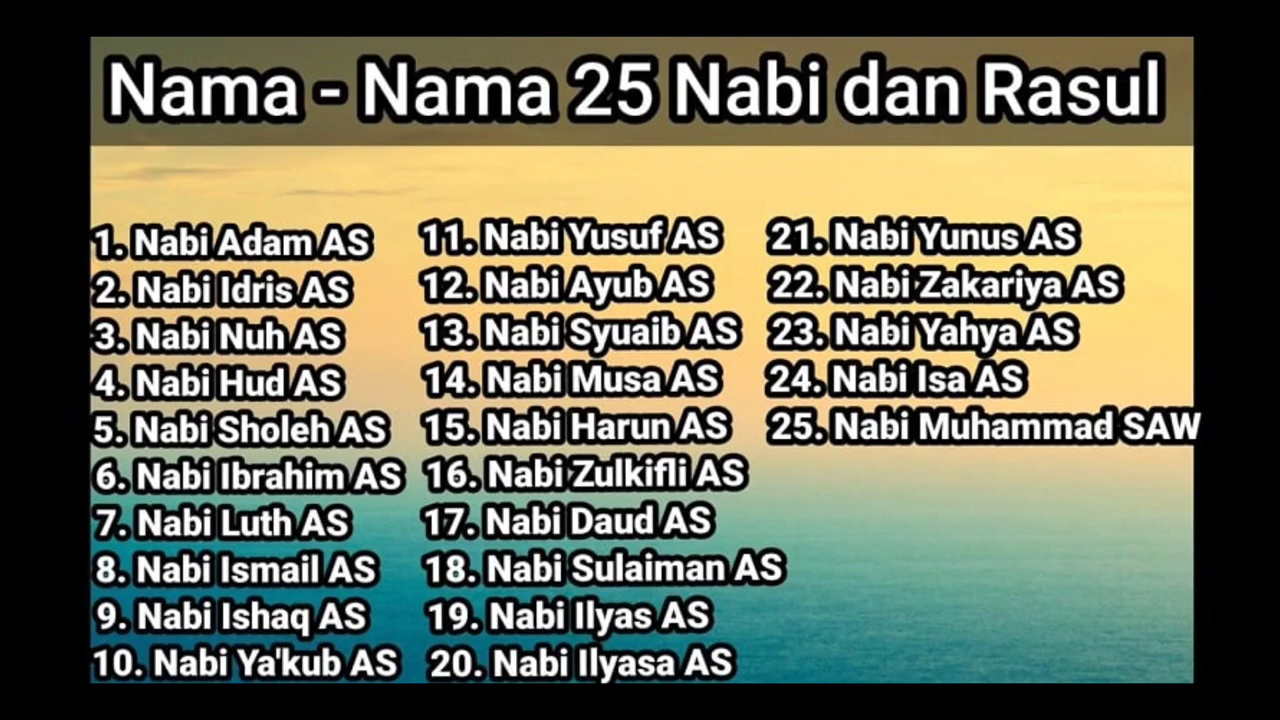 Nama - Nama 25 Nabi dan Rasul
1. Nabi Adam AS
2. Nabi Idris AS
3. Nabi Nuh AS
4. Nabi Hud AS
5. Nabi Sholeh AS
6. Nabi Ibrahim AS
7. Nabi Luth AS
8. Nabi Ismail AS
9. Nabi Ishaq AS
10. Nabi Ya'kub AS
11. Nabi Yusuf AS
12. Nabi Ayub AS
13. Nabi Syuaib AS
14. Nabi Musa AS
15. Nabi Harun AS
16. Nabi Zulkifli AS
17. Nabi Daud AS
18. Nabi Sulaiman AS
19. Nabi Ilyas AS
20. Nabi Ilyasa AS
21. Nabi Yunus AS
22. Nabi Zakariya AS
23. Nabi Yahya AS
24. Nabi Isa AS
25. Nabi Muhammad SAW